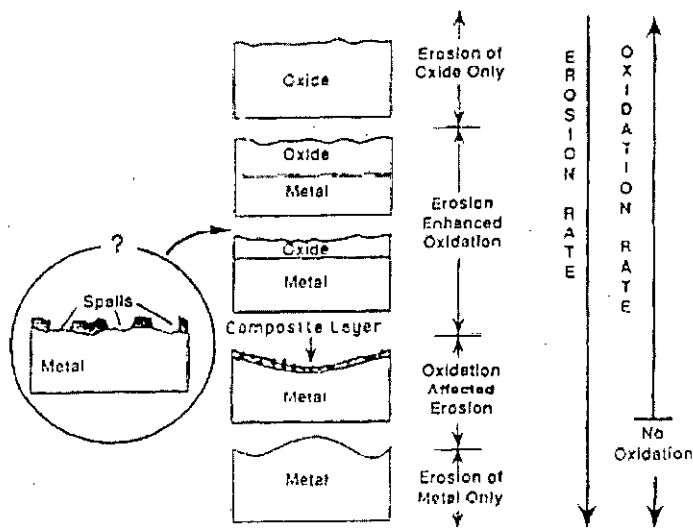 Oxide
Erosion of
Oxide Only
Oxide
Metal
Erosion
Enhanced
Oxidation
Oxide
Metal
?
Spalls
Metal
Composite Layer
Metal
Oxidation
Affected
Erosion
Metal
Erosion of
Metal Only
EROSION RATE
OXIDATION RATE
No
Oxidation